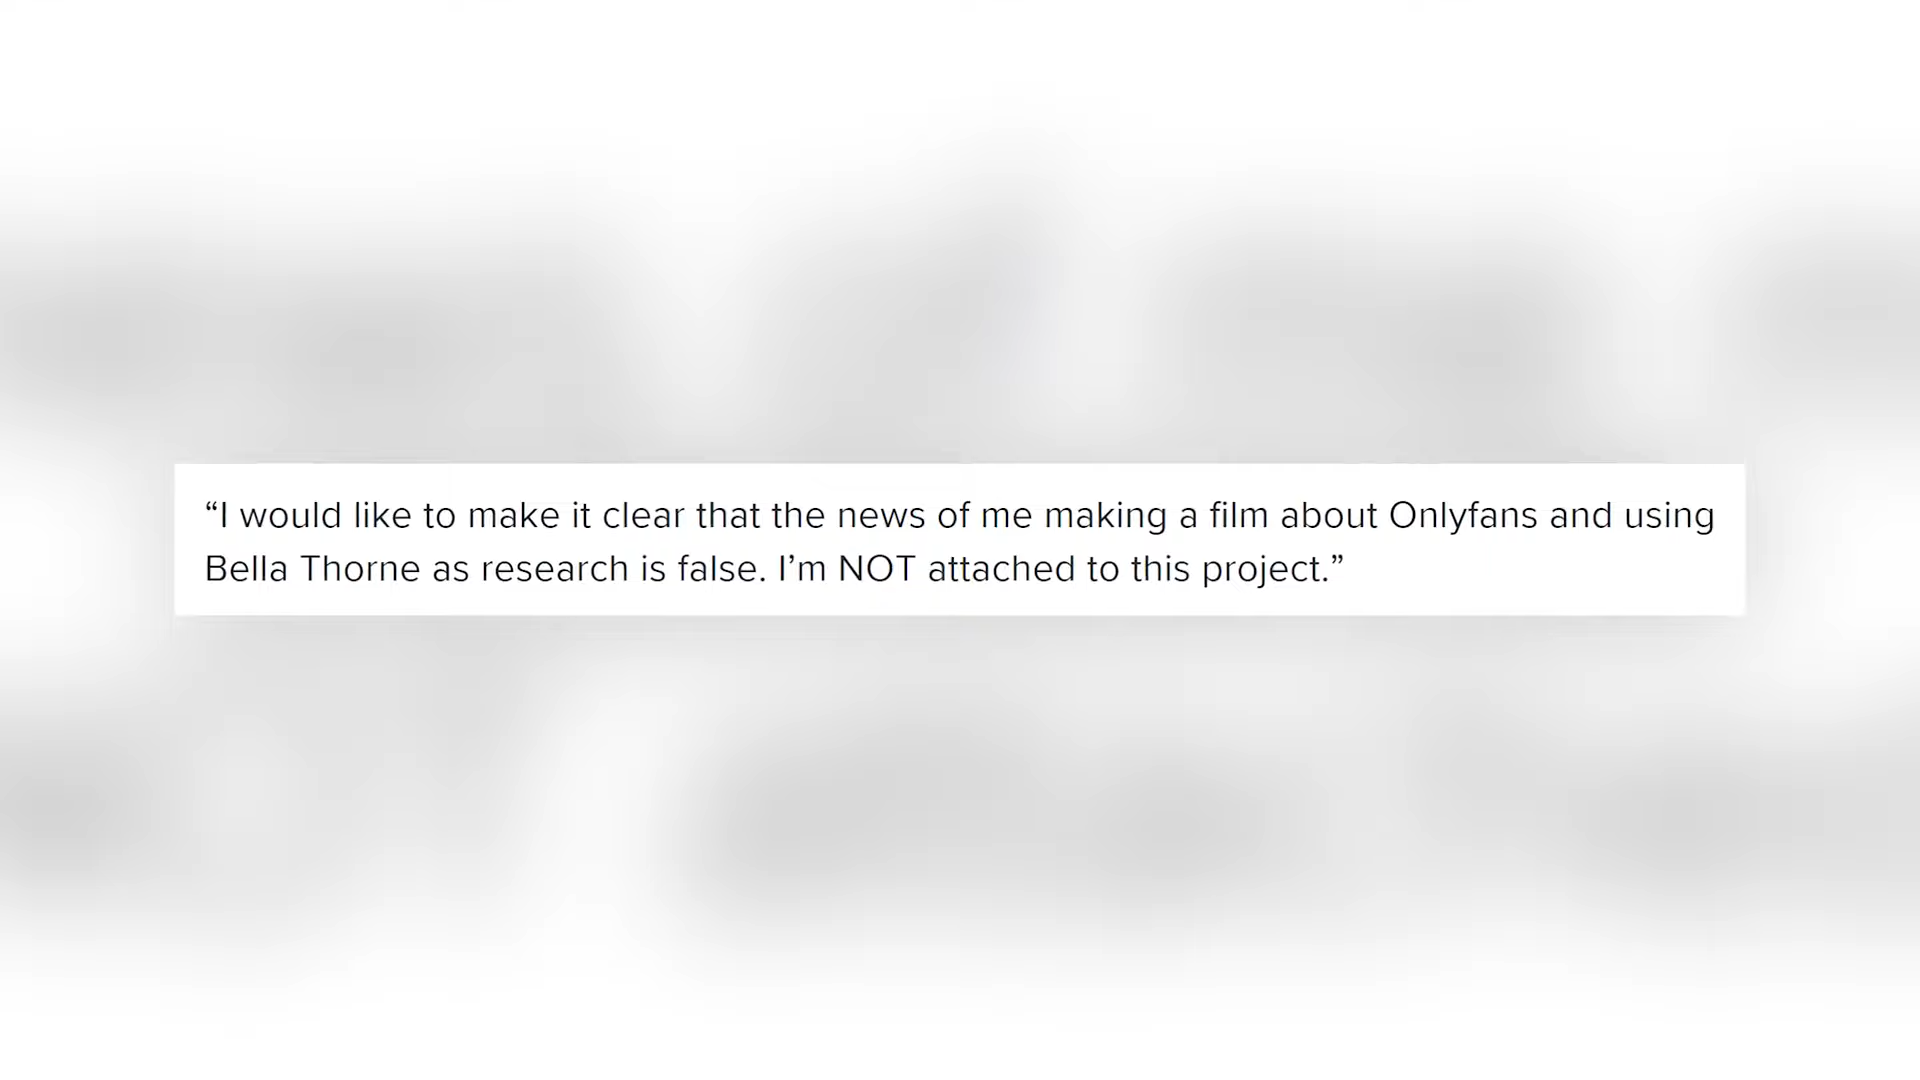 “I would like to make it clear that the news of me making a film about Onlyfans and using
Bella Thorne as research is false. I’m NOT attached to this project.”